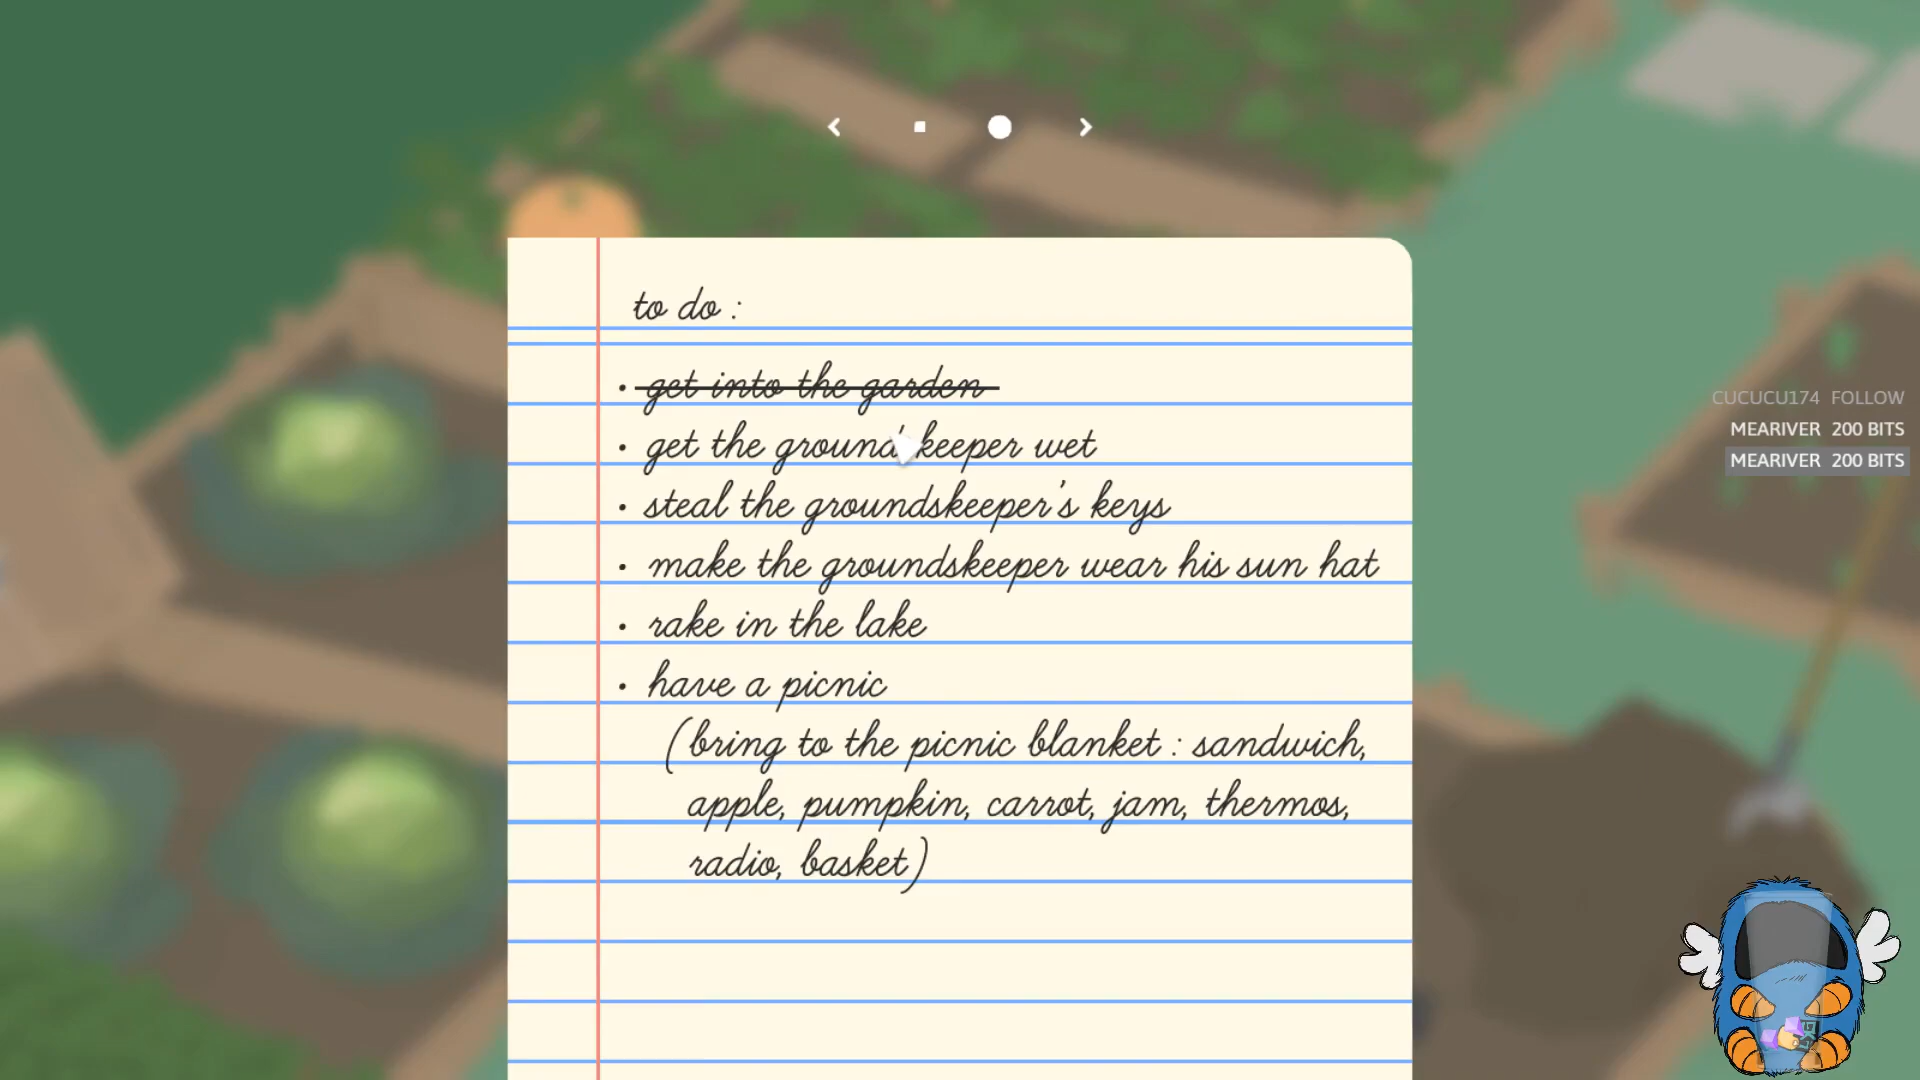 to do :
• get into the garden
• get the groundskeeper wet
• steal the groundskeeper's keys
• make the groundskeeper wear his sun hat
• rake in the lake
• have a picnic
(bring to the picnic blanket : sandwich,
apple, pumpkin, carrot, jam, thermos,
radio, basket)
CUCUCU174 FOLLOW
MEARIVER 200 BITS
MEARIVER 200 BITS